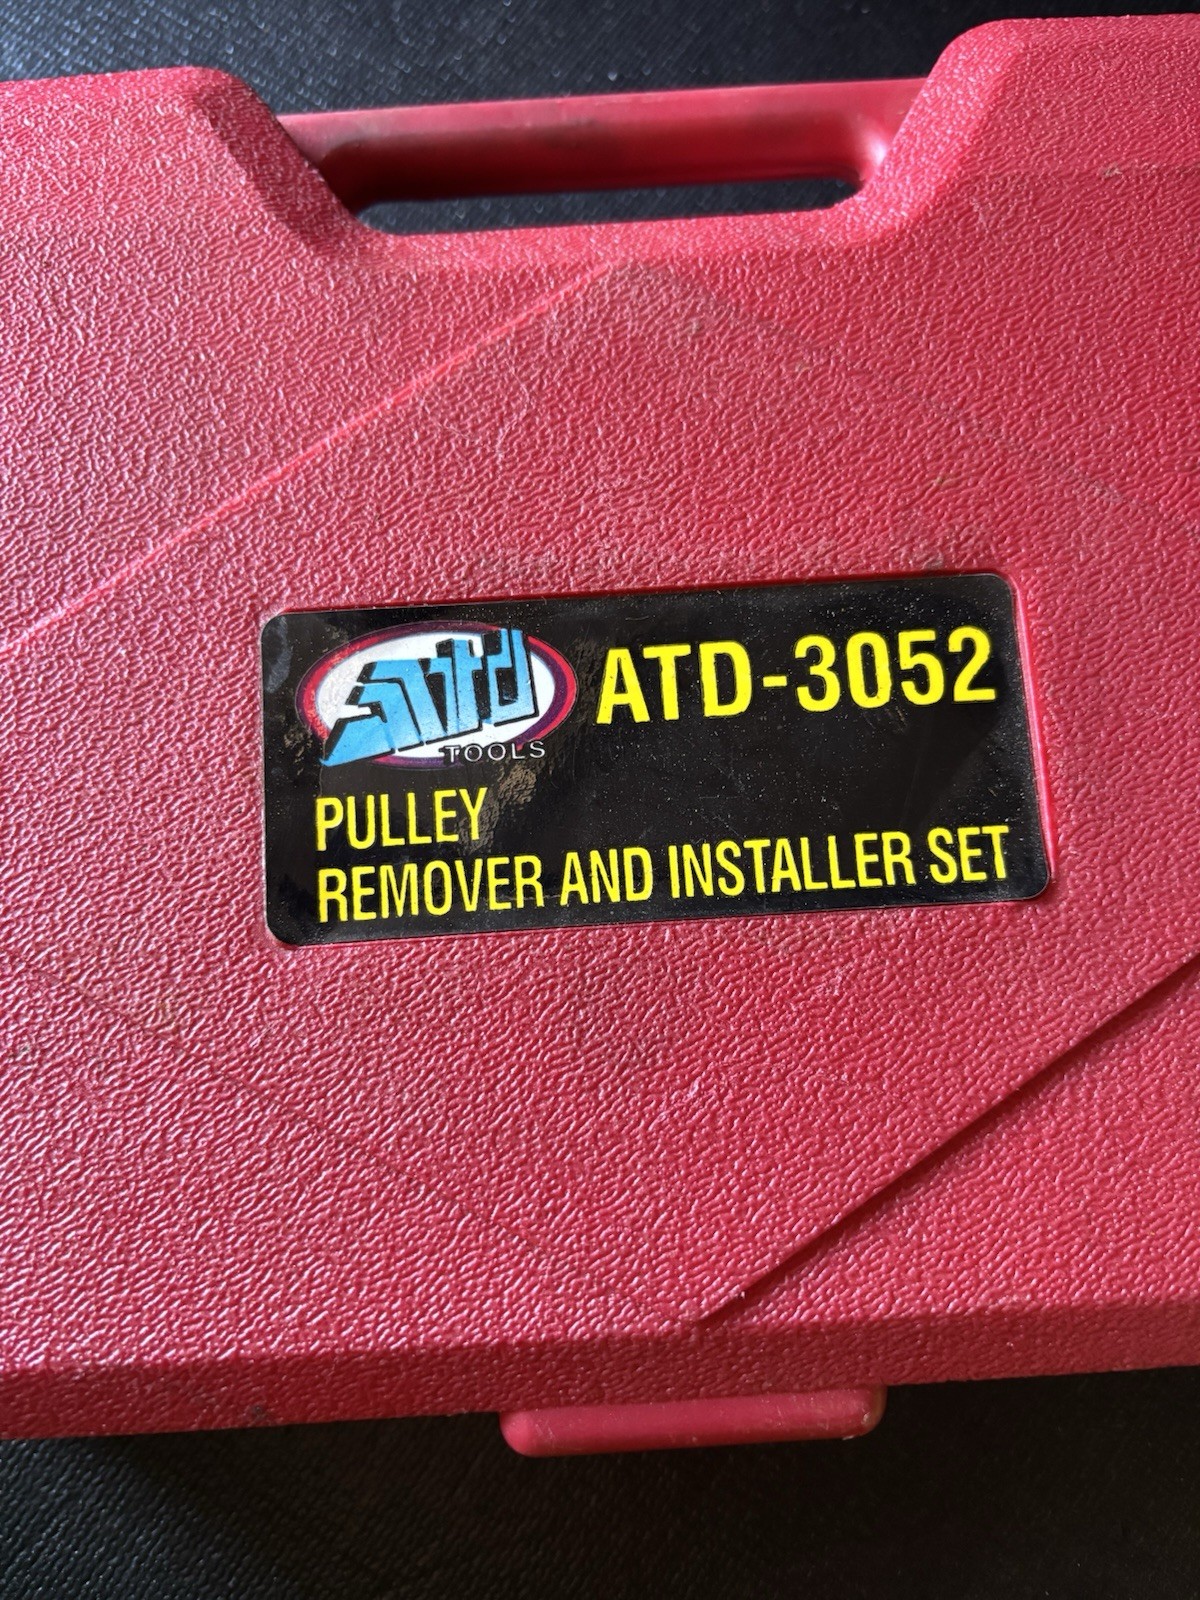 Atd
TOOLS
ATD-3052
PULLEY
REMOVER AND INSTALLER SET